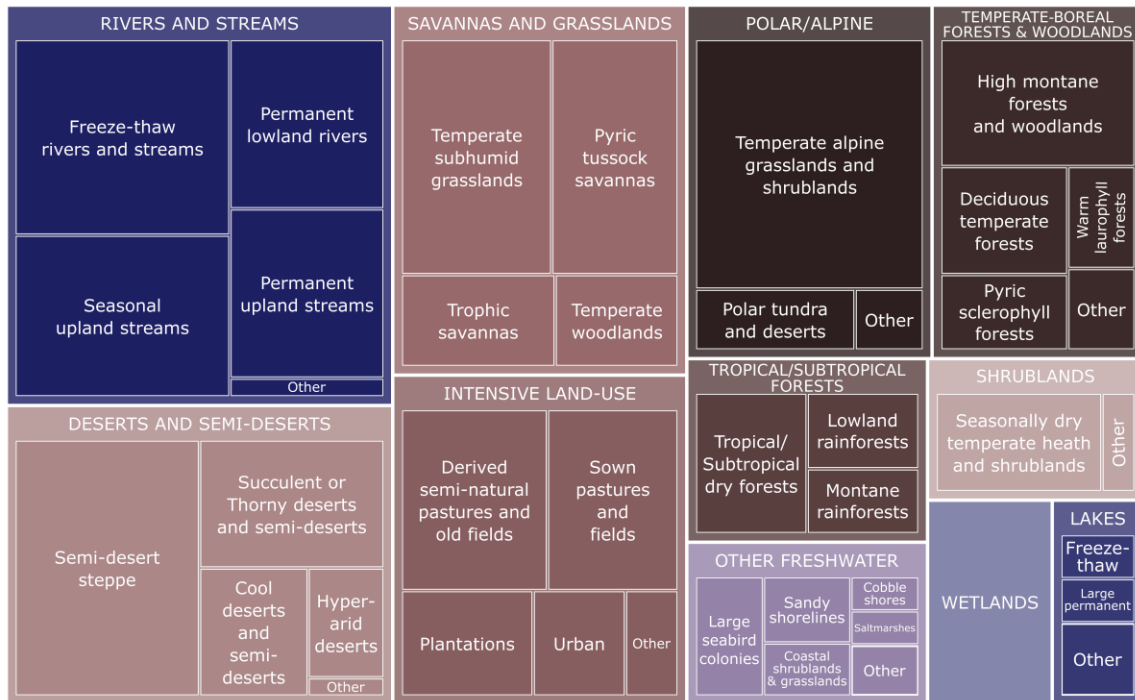 RIVERS AND STREAMS
Freeze-thaw
rivers and streams
Permanent
lowland rivers
Seasonal
upland streams
Permanent
upland streams
Other
SAVANNAS AND GRASSLANDS
Temperate
subhumid
grasslands
Pyric
tussock
savannas
Trophic
savannas
Temperate
woodlands
POLAR/ALPINE
Temperate alpine
grasslands and
shrublands
Polar tundra
and deserts
Other
TEMPERATE-BOREAL
FORESTS & WOODLANDS
High montane
forests
and woodlands
Deciduous
temperate
forests
Warm
laurophyll
forests
Pyric
sclerophyll
forests
Other
DESERTS AND SEMI-DESERTS
Semi-desert
steppe
Succulent or
Thorny deserts
and semi-deserts
Cool
deserts
and
semi-
deserts
Hyper-
arid
deserts
Other
INTENSIVE LAND-USE
Derived
semi-natural
pastures and
old fields
Sown
pastures
and
fields
Plantations
Urban
Other
TROPICAL/SUBTROPICAL
FORESTS
Tropical/
Subtropical
dry forests
Lowland
rainforests
Montane
rainforests
SHRUBLANDS
Seasonally dry
temperate heath
and shrublands
Other
OTHER FRESHWATER
Large
seabird
colonies
Sandy
shorelines
Coastal
shrublands
& grasslands
Cobble
shores
Saltmarshes
Other
WETLANDS
LAKES
Freeze-
thaw
Large
permanent
Other